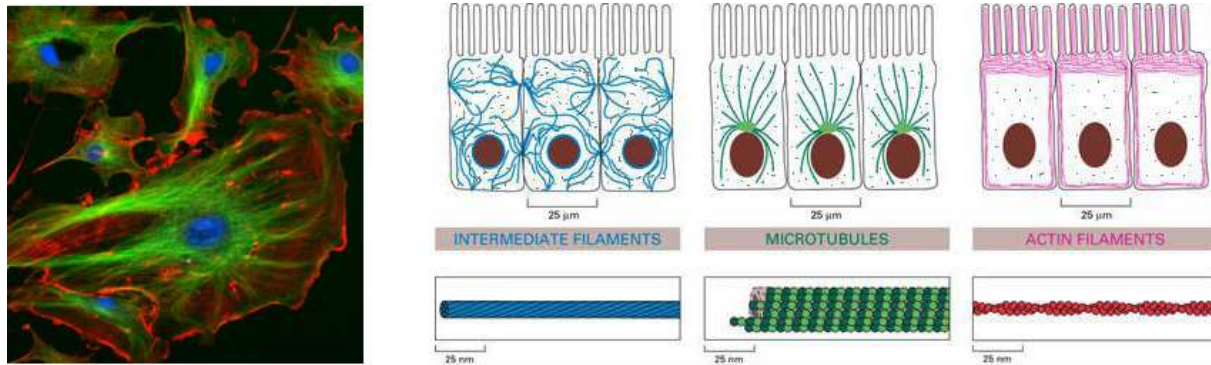 25 μm
25 μm
25 μm
INTERMEDIATE FILAMENTS
MICROTUBULES
ACTIN FILAMENTS
25 nm
25 nm
25 nm